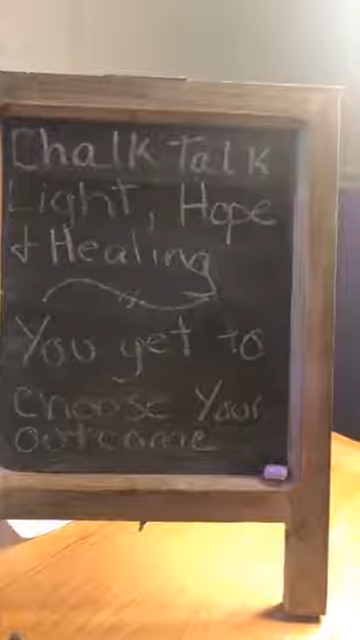 Chalk Talk
Light, Hope
& Healing
You get to
choose Your
outcome